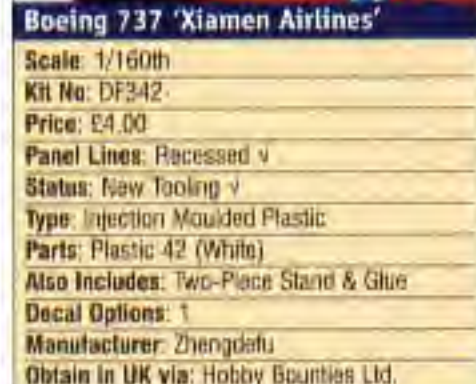 Boeing 737 'Xiamen Airlines'
Scale: 1/160th
Kit No: DF342
Price: £4.00
Panel Lines: Recessed √
Status: New Tooling √
Type: Injection Moulded Plastic
Parts: Plastic 42 (White)
Also Includes: Two-Piece Stand & Glue
Decal Options: 1
Manufacturer: Zhengdefu
Obtain in UK via: Hobby Bounties Ltd.